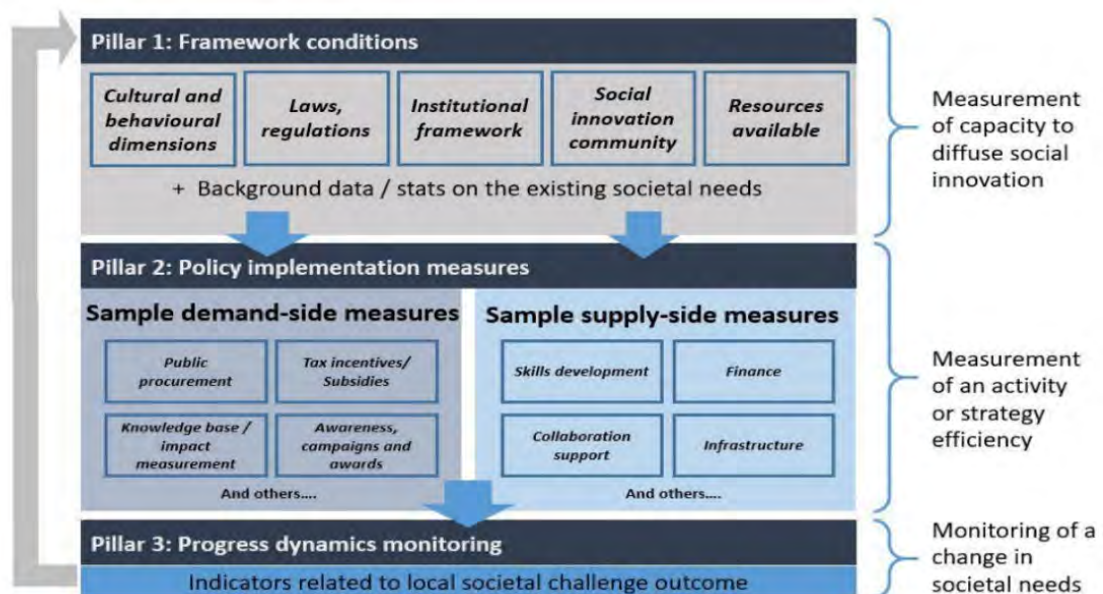 Pillar 1: Framework conditions
Cultural and
behavioural
dimensions
Laws,
regulations
Institutional
framework
Social
innovation
community
Resources
available
+ Background data / stats on the existing societal needs
Measurement
of capacity to
diffuse social
innovation
Pillar 2: Policy implementation measures
Sample demand-side measures
Public
procurement
Tax incentives/
Subsidies
Knowledge base /
impact
measurement
Awareness,
campaigns and
awards
And others....
Sample supply-side measures
Skills development
Finance
Collaboration
support
Infrastructure
And others....
Measurement
of an activity
or strategy
efficiency
Pillar 3: Progress dynamics monitoring
Indicators related to local societal challenge outcome
Monitoring of a
change in
societal needs